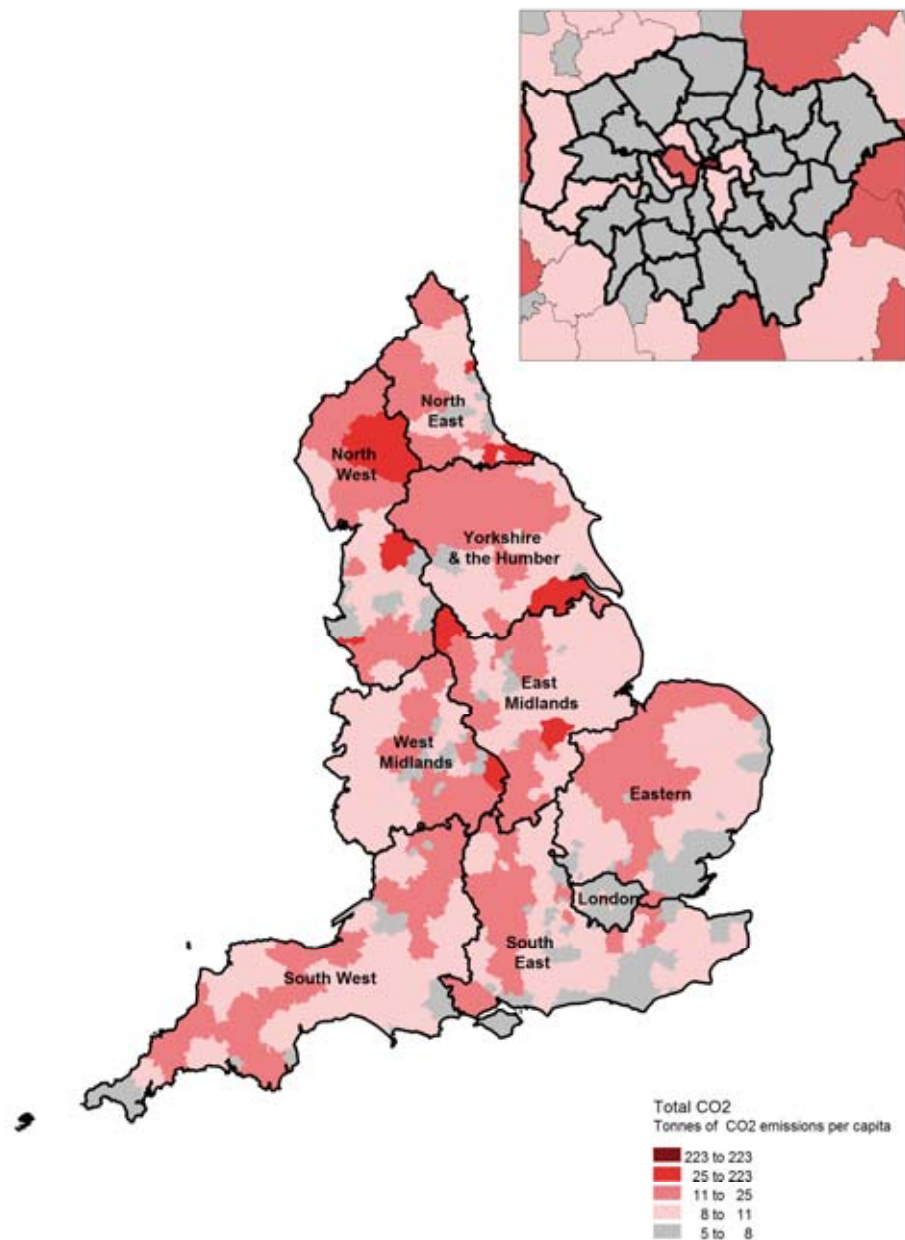 North
East
North
West
Yorkshire
& the Humber
East
Midlands
West
Midlands
Eastern
London
South
East
South West
Total CO2
Tonnes of CO2 emissions per capita
223 to 223
25 to 223
11 to 25
8 to 11
5 to 8